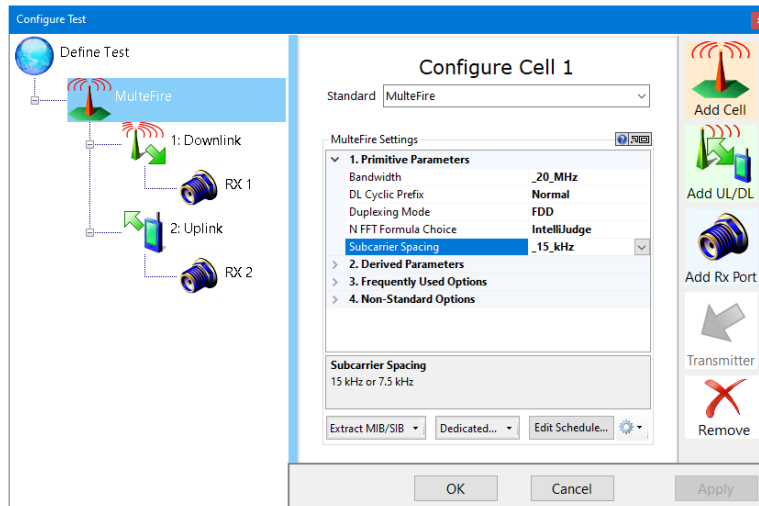 Configure Test
Define Test
MulteFire
1: Downlink
RX 1
2: Uplink
RX 2
Configure Cell 1
Standard MulteFire
MulteFire Settings
1. Primitive Parameters
Bandwidth _20_MHz
DL Cyclic Prefix Normal
Duplexing Mode FDD
N FFT Formula Choice IntelliJudge
Subcarrier Spacing _15_kHz
2. Derived Parameters
3. Frequently Used Options
4. Non-Standard Options
Subcarrier Spacing
15 kHz or 7.5 kHz
Extract MIB/SIB Dedicated... Edit Schedule...
OK Cancel Apply
Add Cell
Add UL/DL
Add Rx Port
Transmitter
Remove